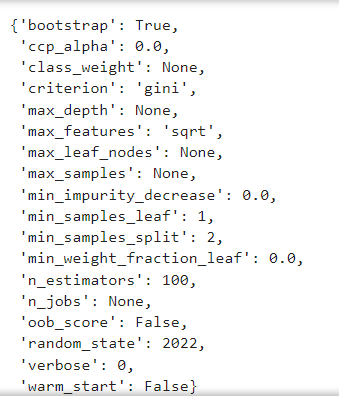 {'bootstrap': True,
 'ccp_alpha': 0.0,
 'class_weight': None,
 'criterion': 'gini',
 'max_depth': None,
 'max_features': 'sqrt',
 'max_leaf_nodes': None,
 'max_samples': None,
 'min_impurity_decrease': 0.0,
 'min_samples_leaf': 1,
 'min_samples_split': 2,
 'min_weight_fraction_leaf': 0.0,
 'n_estimators': 100,
 'n_jobs': None,
 'oob_score': False,
 'random_state': 2022,
 'verbose': 0,
 'warm_start': False}